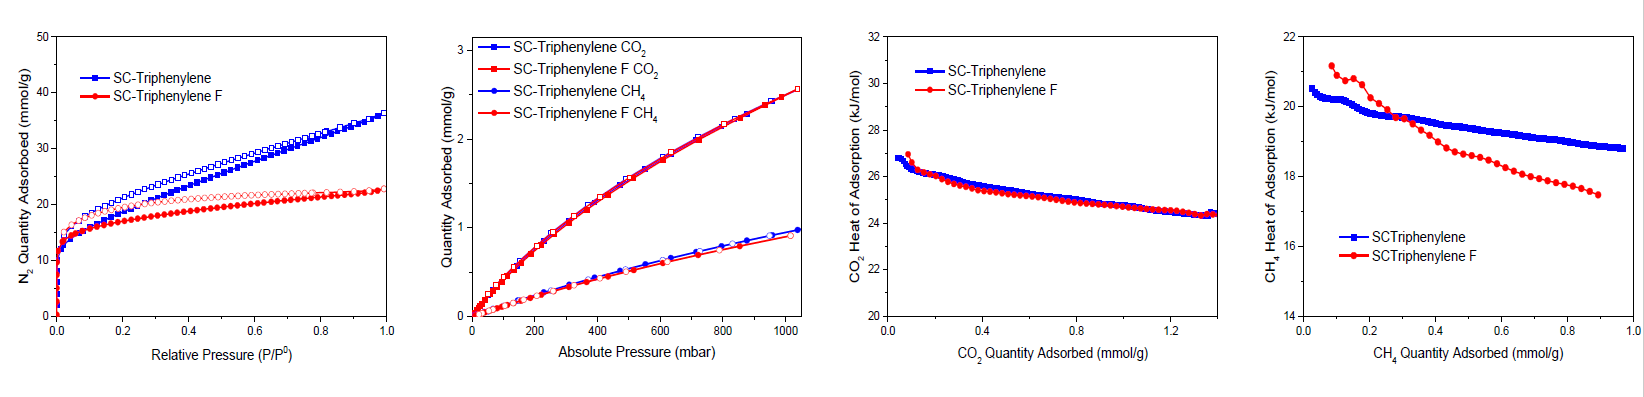 50
40
30
20
10
0
0.0 0.2 0.4 0.6 0.8 1.0
N2 Quantity Adsorboed (mmol/g)
Relative Pressure (P/P0)
SC-Triphenylene
SC-Triphenylene F
3
2
1
0
0 200 400 600 800 1000
Quantity Adsorbed (mmol/g)
Absolute Pressure (mbar)
SC-Triphenylene CO2
SC-Triphenylene F CO2
SC-Triphenylene CH4
SC-Triphenylene F CH4
32
30
28
26
24
22
20
0.0 0.4 0.8 1.2
CO2 Heat of Adsorption (kJ/mol)
CO2 Quantity Adsorbed (mmol/g)
SC-Triphenylene
SC-Triphenylene F
22
20
18
16
14
0.0 0.2 0.4 0.6 0.8 1.0
CH4 Heat of Adsorption (kJ/mol)
CH4 Quantity Adsorbed (mmol/g)
SCTriphenylene
SCTriphenylene F